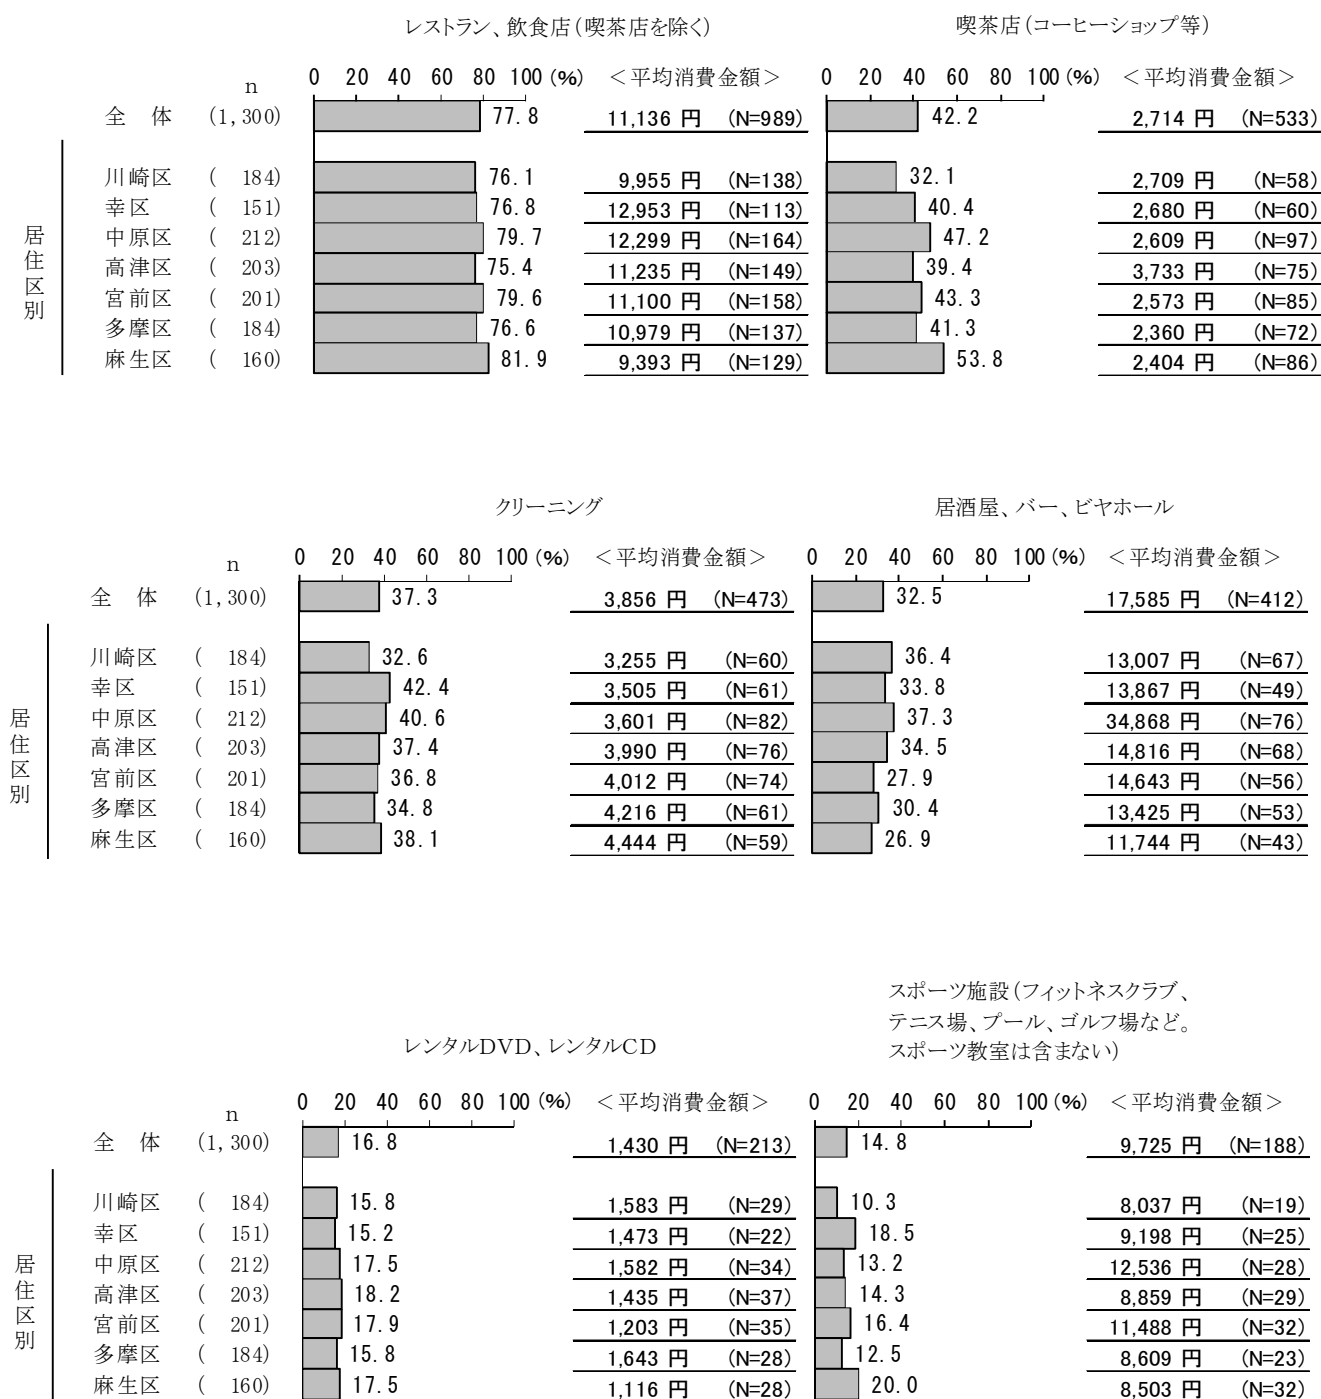 レストラン、飲食店(喫茶店を除く) 喫茶店(コーヒーショップ等)
n 0 20 40 60 80 100 (%) <平均消費金額> 0 20 40 60 80 100 (%) <平均消費金額>
全 体 (1,300) 77.8 11,136 円 (N=989) 42.2 2,714 円 (N=533)
居住区別
川崎区 ( 184) 76.1 9,955 円 (N=138) 32.1 2,709 円 (N=58)
幸区 ( 151) 76.8 12,953 円 (N=113) 40.4 2,680 円 (N=60)
中原区 ( 212) 79.7 12,299 円 (N=164) 47.2 2,609 円 (N=97)
高津区 ( 203) 75.4 11,235 円 (N=149) 39.4 3,733 円 (N=75)
宮前区 ( 201) 79.6 11,100 円 (N=158) 43.3 2,573 円 (N=85)
多摩区 ( 184) 76.6 10,979 円 (N=137) 41.3 2,360 円 (N=72)
麻生区 ( 160) 81.9 9,393 円 (N=129) 53.8 2,404 円 (N=86)
クリーニング 居酒屋、バー、ビヤホール
n 0 20 40 60 80 100 (%) <平均消費金額> 0 20 40 60 80 100 (%) <平均消費金額>
全 体 (1,300) 37.3 3,856 円 (N=473) 32.5 17,585 円 (N=412)
居住区別
川崎区 ( 184) 32.6 3,255 円 (N=60) 36.4 13,007 円 (N=67)
幸区 ( 151) 42.4 3,505 円 (N=61) 33.8 13,867 円 (N=49)
中原区 ( 212) 40.6 3,601 円 (N=82) 37.3 34,868 円 (N=76)
高津区 ( 203) 37.4 3,990 円 (N=76) 34.5 14,816 円 (N=68)
宮前区 ( 201) 36.8 4,012 円 (N=74) 27.9 14,643 円 (N=56)
多摩区 ( 184) 34.8 4,216 円 (N=61) 30.4 13,425 円 (N=53)
麻生区 ( 160) 38.1 4,444 円 (N=59) 26.9 11,744 円 (N=43)
レンタルDVD、レンタルCD
スポーツ施設(フィットネスクラブ、
テニス場、プール、ゴルフ場など。
スポーツ教室は含まない)
n 0 20 40 60 80 100 (%) <平均消費金額> 0 20 40 60 80 100 (%) <平均消費金額>
全 体 (1,300) 16.8 1,430 円 (N=213) 14.8 9,725 円 (N=188)
居住区別
川崎区 ( 184) 15.8 1,583 円 (N=29) 10.3 8,037 円 (N=19)
幸区 ( 151) 15.2 1,473 円 (N=22) 18.5 9,198 円 (N=25)
中原区 ( 212) 17.5 1,582 円 (N=34) 13.2 12,536 円 (N=28)
高津区 ( 203) 18.2 1,435 円 (N=37) 14.3 8,859 円 (N=29)
宮前区 ( 201) 17.9 1,203 円 (N=35) 16.4 11,488 円 (N=32)
多摩区 ( 184) 15.8 1,643 円 (N=28) 12.5 8,609 円 (N=23)
麻生区 ( 160) 17.5 1,116 円 (N=28) 20.0 8,503 円 (N=32)